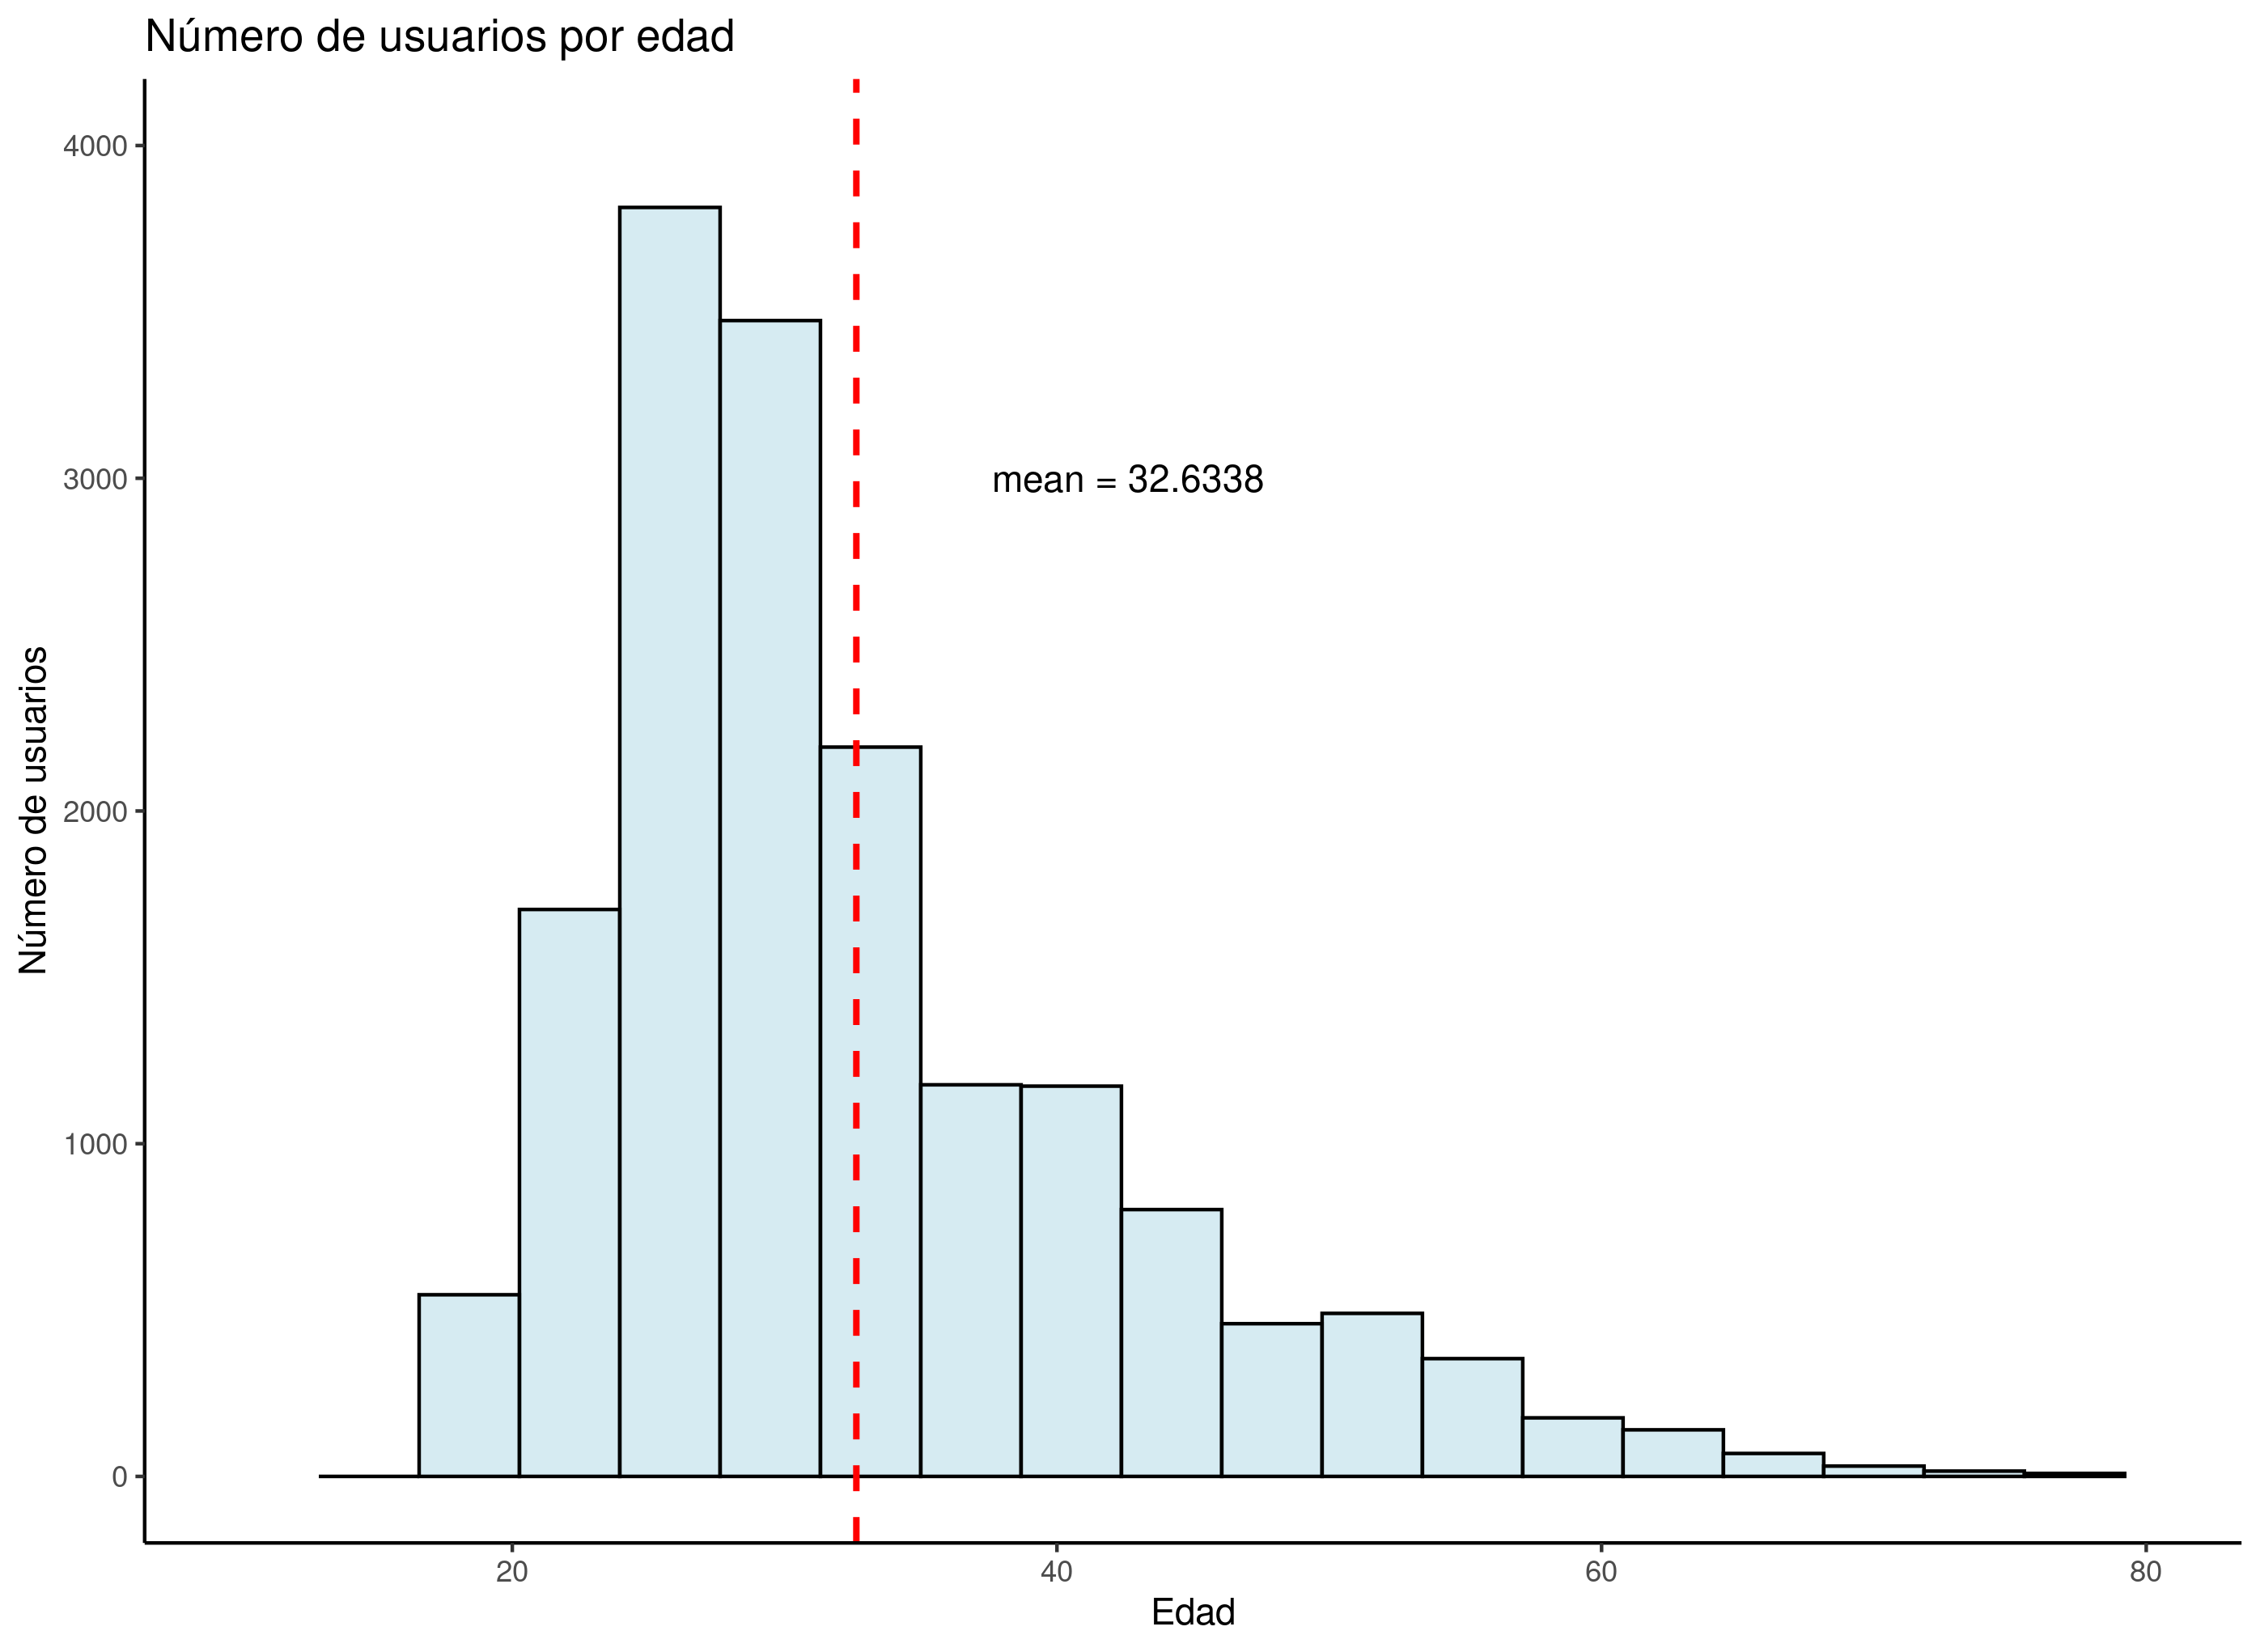 Número de usuarios por edad
4000
3000
2000
1000
0
Número de usuarios
mean = 32.6338
20
40
60
80
Edad